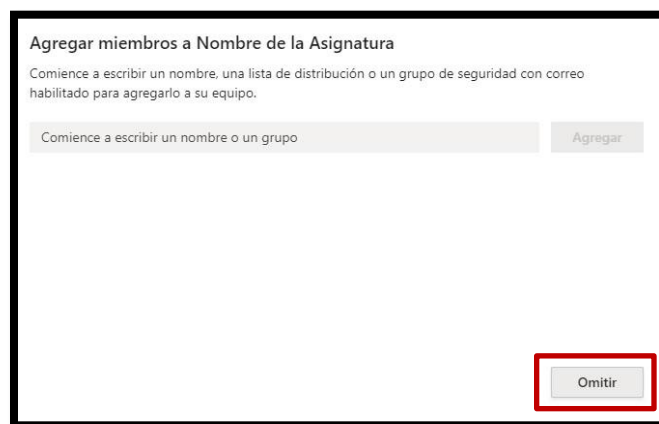 Agregar miembros a Nombre de la Asignatura
Comience a escribir un nombre, una lista de distribución o un grupo de seguridad con correo
habilitado para agregarlo a su equipo.
Comience a escribir un nombre o un grupo
Agregar
Omitir